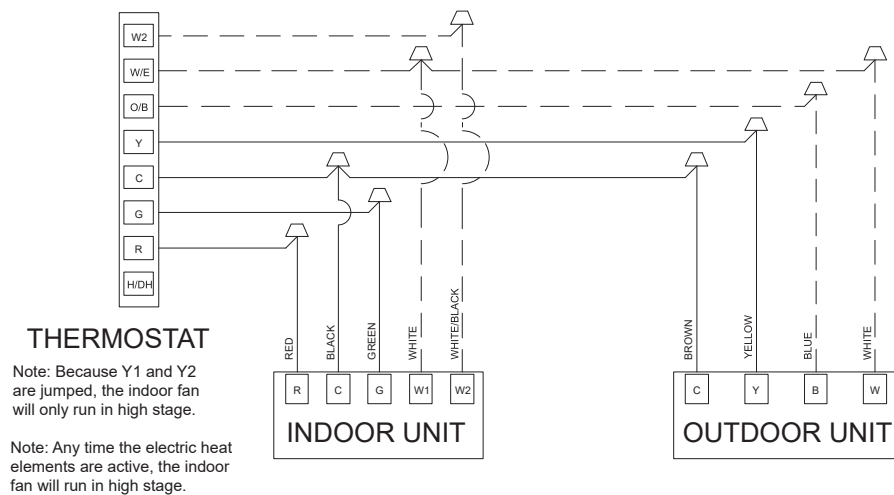 W2
W/E
O/B
Y
C
G
R
H/DH
THERMOSTAT
Note: Because Y1 and Y2
are jumped, the indoor fan
will only run in high stage.
Note: Any time the electric heat
elements are active, the indoor
fan will run in high stage.
RED
BLACK
GREEN
WHITE
WHITE/BLACK
R
C
G
W1
W2
INDOOR UNIT
BROWN
YELLOW
BLUE
WHITE
C
Y
B
W
OUTDOOR UNIT